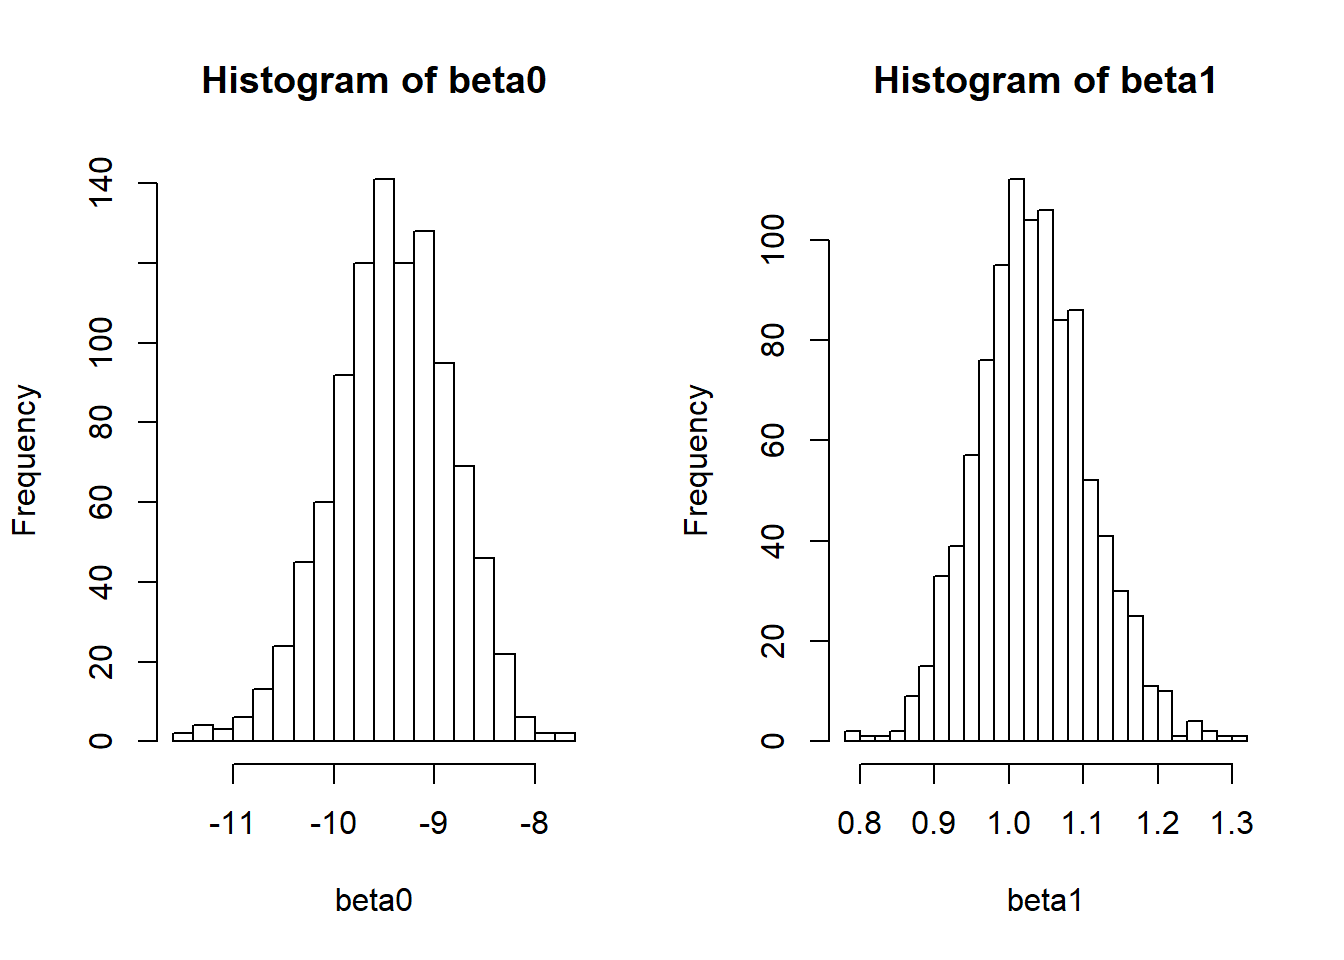 Histogram of beta0
Frequency
0 20 40 60 80 100 140
-11 -10 -9 -8
beta0
Histogram of beta1
Frequency
0 20 40 60 80 100
0.8 0.9 1.0 1.1 1.2 1.3
beta1